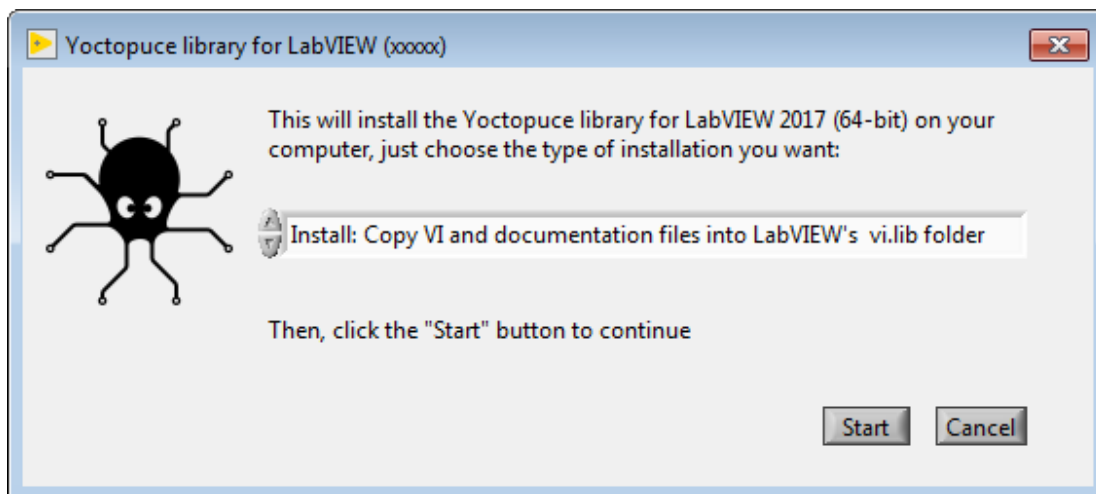 Yoctopuce library for LabVIEW (xxxxx)
This will install the Yoctopuce library for LabVIEW 2017 (64-bit) on your
computer, just choose the type of installation you want:
Install: Copy VI and documentation files into LabVIEW's  vi.lib folder
Then, click the "Start" button to continue
Start Cancel